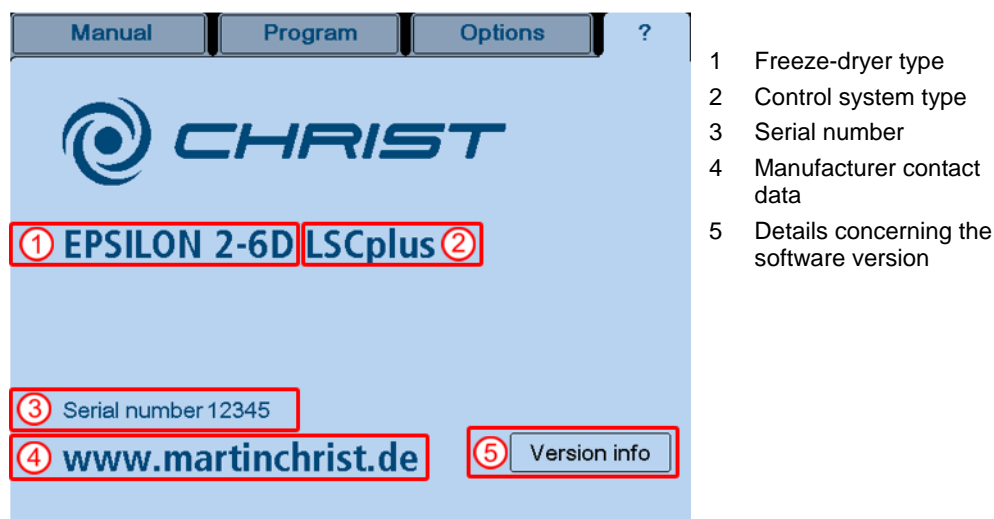 Manual Program Options ?
CHRIST
1 EPSILON 2-6D LSCplus 2
3 Serial number 12345
4 www.martinchrist.de 5 Version info
1 Freeze-dryer type
2 Control system type
3 Serial number
4 Manufacturer contact
data
5 Details concerning the
software version